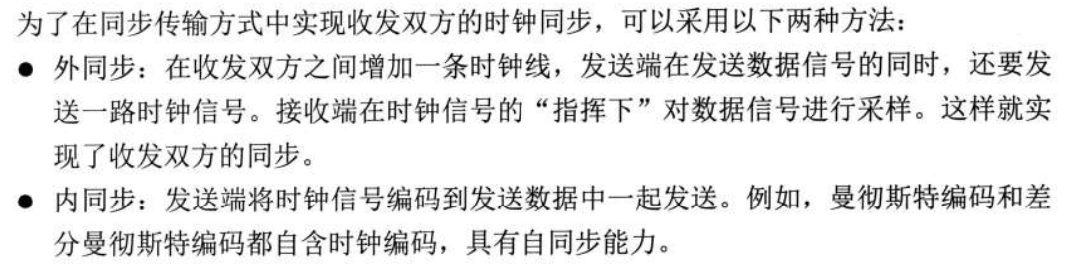 为了在同步传输方式中实现收发双方的时钟同步，可以采用以下两种方法：
● 外同步：在收发双方之间增加一条时钟线，发送端在发送数据信号的同时，还要发
送一路时钟信号。接收端在时钟信号的“指挥下”对数据信号进行采样。这样就实
现了收发双方的同步。
● 内同步：发送端将时钟信号编码到发送数据中一起发送。例如，曼彻斯特编码和差
分曼彻斯特编码都自含时钟编码，具有自同步能力。